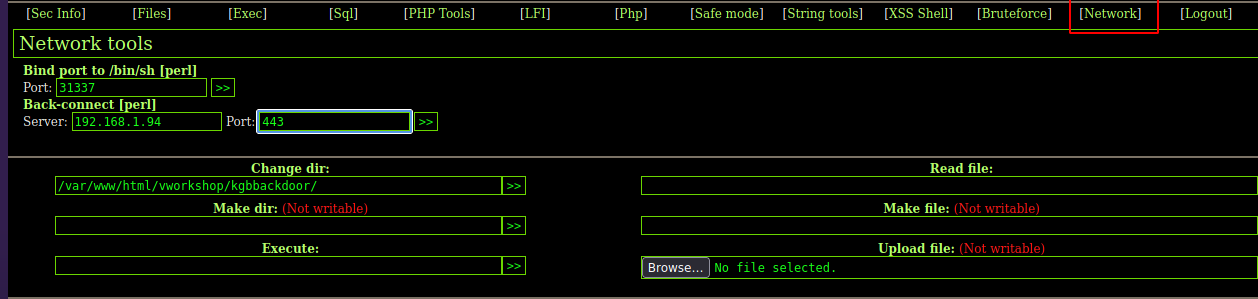 [Sec Info] [Files] [Exec] [Sql] [PHP Tools] [LFI] [Php] [Safe mode] [String tools] [XSS Shell] [Bruteforce] [Network] [Logout]
Network tools
Bind port to /bin/sh [perl]
Port: 31337 >>
Back-connect [perl]
Server: 192.168.1.94 Port: 443 >>
Change dir: Read file:
/var/www/html/vworkshop/kgbbackdoor/ >>
Make dir: (Not writable) Make file: (Not writable)
>>
Execute: Upload file: (Not writable)
>> Browse... No file selected.